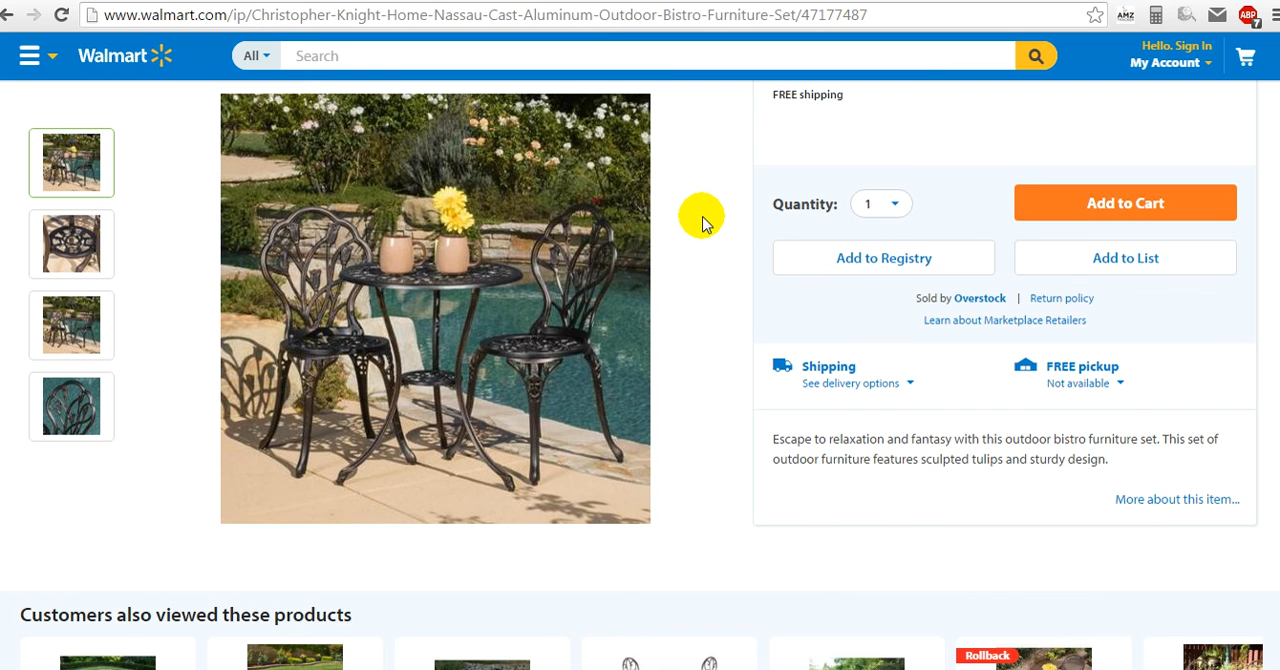 www.walmart.com/ip/Christopher-Knight-Home-Nassau-Cast-Aluminum-Outdoor-Bistro-Furniture-Set/47177487
AMZ
ABP
7
Walmart
All
Search
Hello. Sign In
My Account
FREE shipping
Quantity:
1
Add to Cart
Add to Registry
Add to List
Sold by Overstock | Return policy
Learn about Marketplace Retailers
Shipping
See delivery options
FREE pickup
Not available
Escape to relaxation and fantasy with this outdoor bistro furniture set. This set of
outdoor furniture features sculpted tulips and sturdy design.
More about this item...
Customers also viewed these products
Rollback